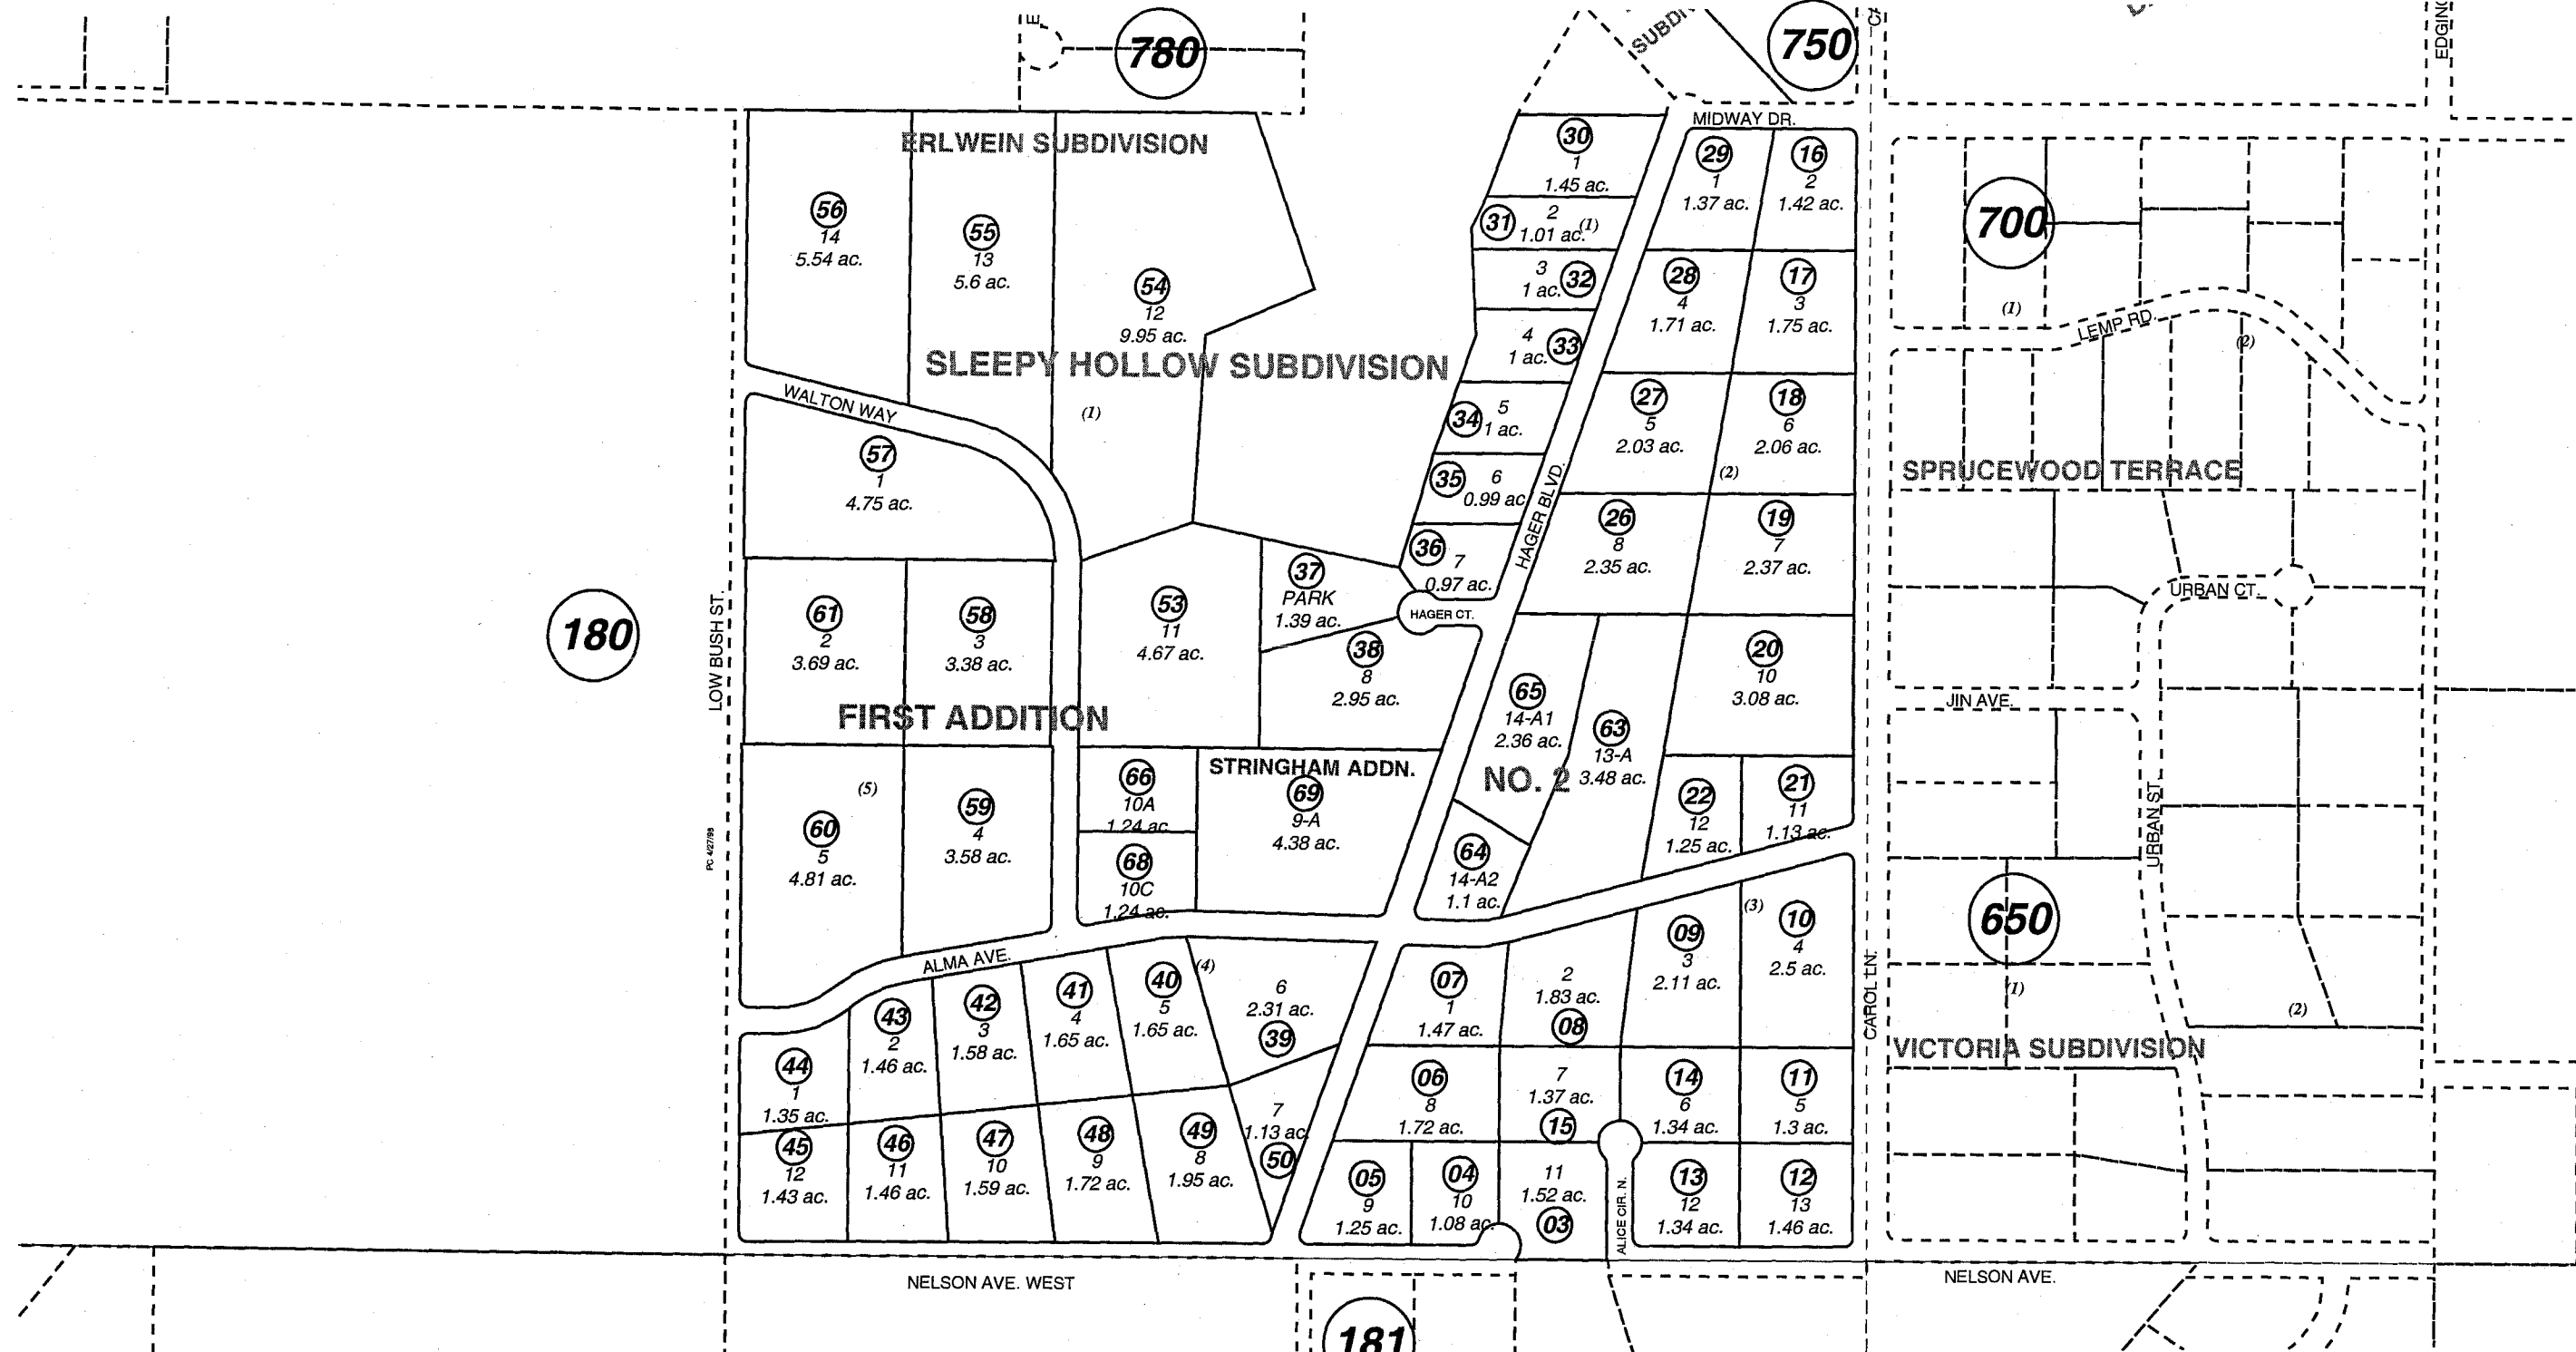 780
750
SUBDIV
EDGING
ERLWEIN SUBDIVISION
MIDWAY DR.
56
14
5.54 ac.
55
13
5.6 ac.
54
12
9.95 ac.
30
1
1.45 ac.
31
2
(1)
1.01 ac.
3
32
1 ac.
4
33
1 ac.
29
1
1.37 ac.
16
2
1.42 ac.
28
4
1.71 ac.
17
3
1.75 ac.
700
(1)
LEMP RD.
(2)
SLEEPY HOLLOW SUBDIVISION
(1)
WALTON WAY
57
1
4.75 ac.
34
5
1 ac.
35
6
0.99 ac
36
7
0.97 ac.
HAGER BLVD.
27
5
2.03 ac.
18
6
2.06 ac.
(2)
26
8
2.35 ac.
19
7
2.37 ac.
SPRUCEWOOD TERRACE
URBAN CT.
180
LOW BUSH ST.
61
2
3.69 ac.
58
3
3.38 ac.
53
11
4.67 ac.
37
PARK
1.39 ac.
HAGER CT.
38
8
2.95 ac.
65
14-A1
2.36 ac.
63
13-A
3.48 ac.
20
10
3.08 ac.
JIN AVE.
FIRST ADDITION
NO. 2
STRINGHAM ADDN.
PC 4/27/98
(5)
60
5
4.81 ac.
59
4
3.58 ac.
66
10A
1.24 ac
68
10C
1.24 ac.
69
9-A
4.38 ac.
64
14-A2
1.1 ac.
22
12
1.25 ac.
21
11
1.13 ac.
URBAN ST.
650
(1)
(2)
ALMA AVE.
44
1
1.35 ac.
43
2
1.46 ac.
42
3
1.58 ac.
41
4
1.65 ac.
40
5
1.65 ac.
(4)
6
2.31 ac.
39
07
1
1.47 ac.
2
1.83 ac.
08
09
3
2.11 ac.
(3)
10
4
2.5 ac.
CAROL LN.
VICTORIA SUBDIVISION
45
12
1.43 ac.
46
11
1.46 ac.
47
10
1.59 ac.
48
9
1.72 ac.
49
8
1.95 ac.
7
1.13 ac
50
06
8
1.72 ac.
7
1.37 ac.
15
14
6
1.34 ac.
11
5
1.3 ac.
05
9
1.25 ac.
04
10
1.08 ac.
11
1.52 ac.
03
ALICE CIR. N.
13
12
1.34 ac.
12
13
1.46 ac.
NELSON AVE. WEST
NELSON AVE.
181